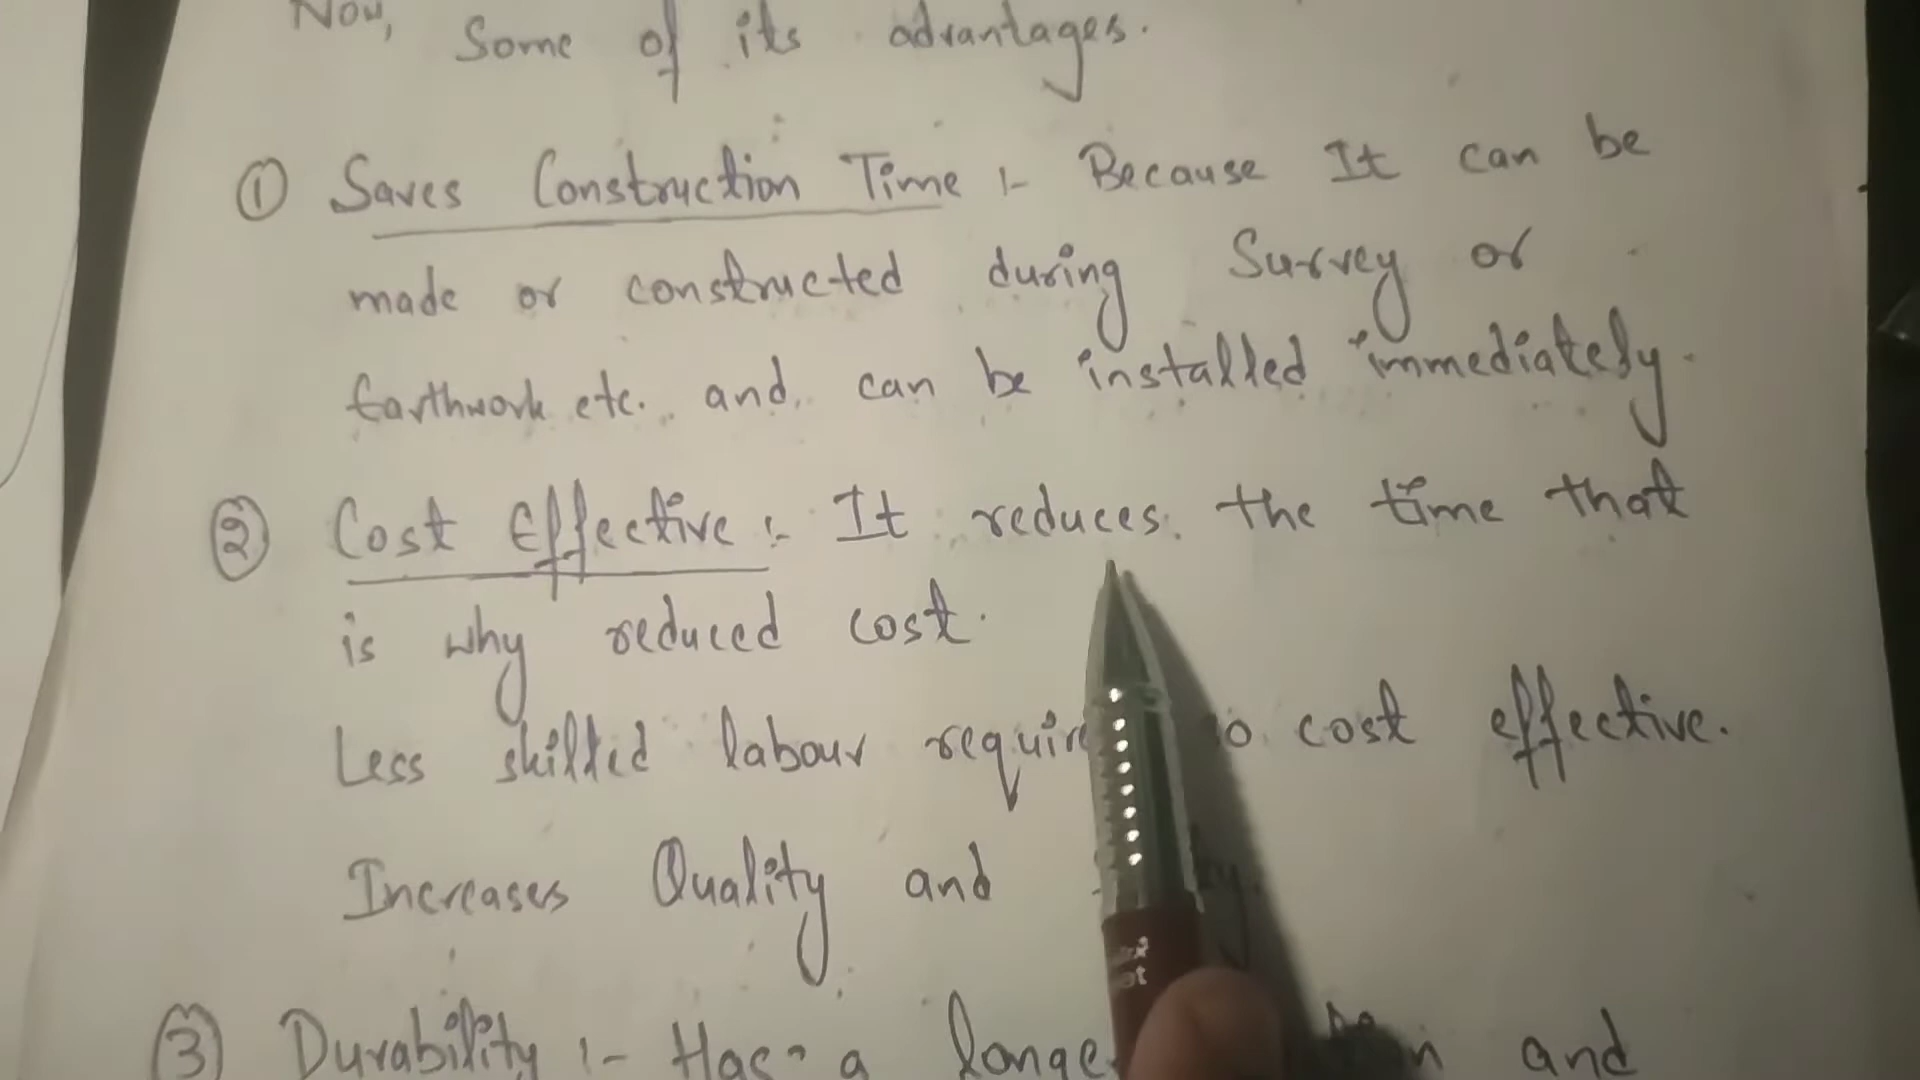 Now, Some of its advantages.
① Saves Construction Time :- Because It can be
made or constructed during Survey or
Earthwork etc. and can be installed immediately.
② Cost Effective :- It reduces the time that
is why reduced cost.
Less skilled labour cost effective.
Increases Quality and
③ Durability :- Has a and